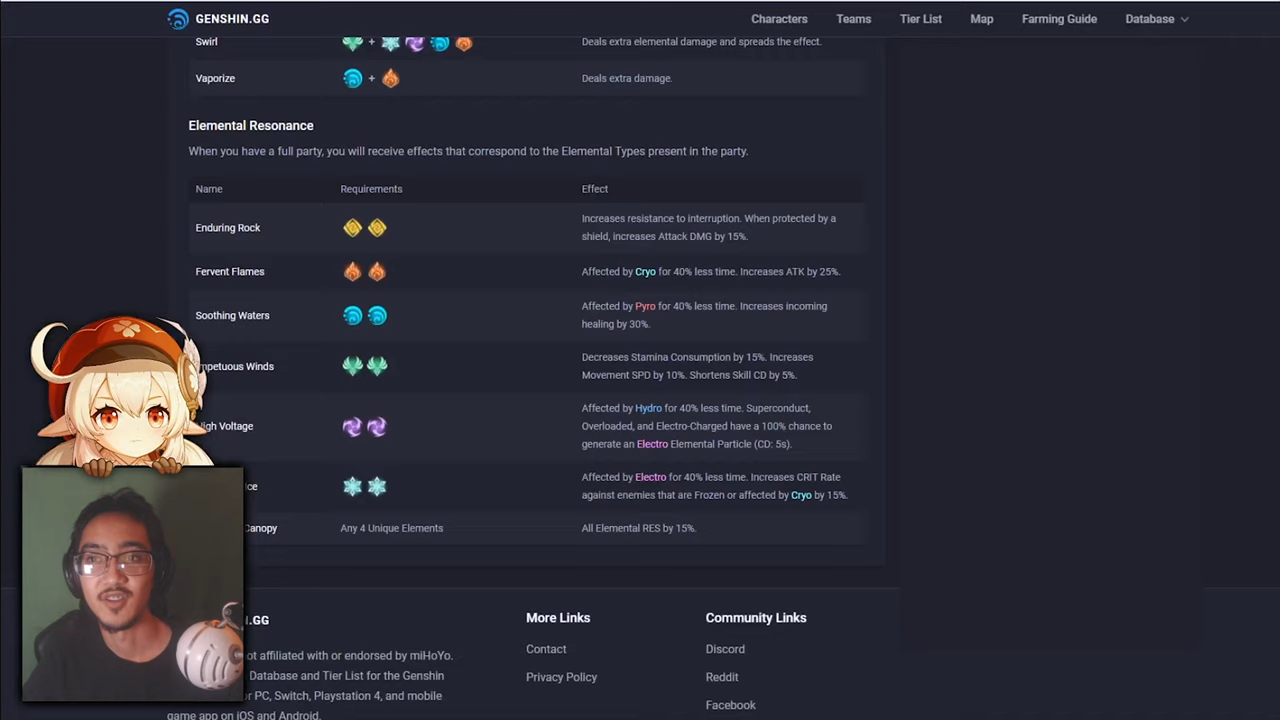 GENSHIN.GG
Characters
Teams
Tier List
Map
Farming Guide
Database
Swirl
+
Deals extra elemental damage and spreads the effect.
Vaporize
+
Deals extra damage.
Elemental Resonance
When you have a full party, you will receive effects that correspond to the Elemental Types present in the party.
Name
Requirements
Effect
Enduring Rock
Increases resistance to interruption. When protected by a
shield, increases Attack DMG by 15%.
Fervent Flames
Affected by Cryo for 40% less time. Increases ATK by 25%.
Soothing Waters
Affected by Pyro for 40% less time. Increases incoming
healing by 30%.
mpetuous Winds
Decreases Stamina Consumption by 15%. Increases
Movement SPD by 10%. Shortens Skill CD by 5%.
High Voltage
Affected by Hydro for 40% less time. Superconduct,
Overloaded, and Electro-Charged have a 100% chance to
generate an Electro Elemental Particle (CD: 5s).
ce
Affected by Electro for 40% less time. Increases CRIT Rate
against enemies that are Frozen or affected by Cryo by 15%.
Canopy
Any 4 Unique Elements
All Elemental RES by 15%.
.GG
ot affiliated with or endorsed by miHoYo.
Database and Tier List for the Genshin
or PC, Switch, Playstation 4, and mobile
game app on iOS and Android.
More Links
Contact
Privacy Policy
Community Links
Discord
Reddit
Facebook